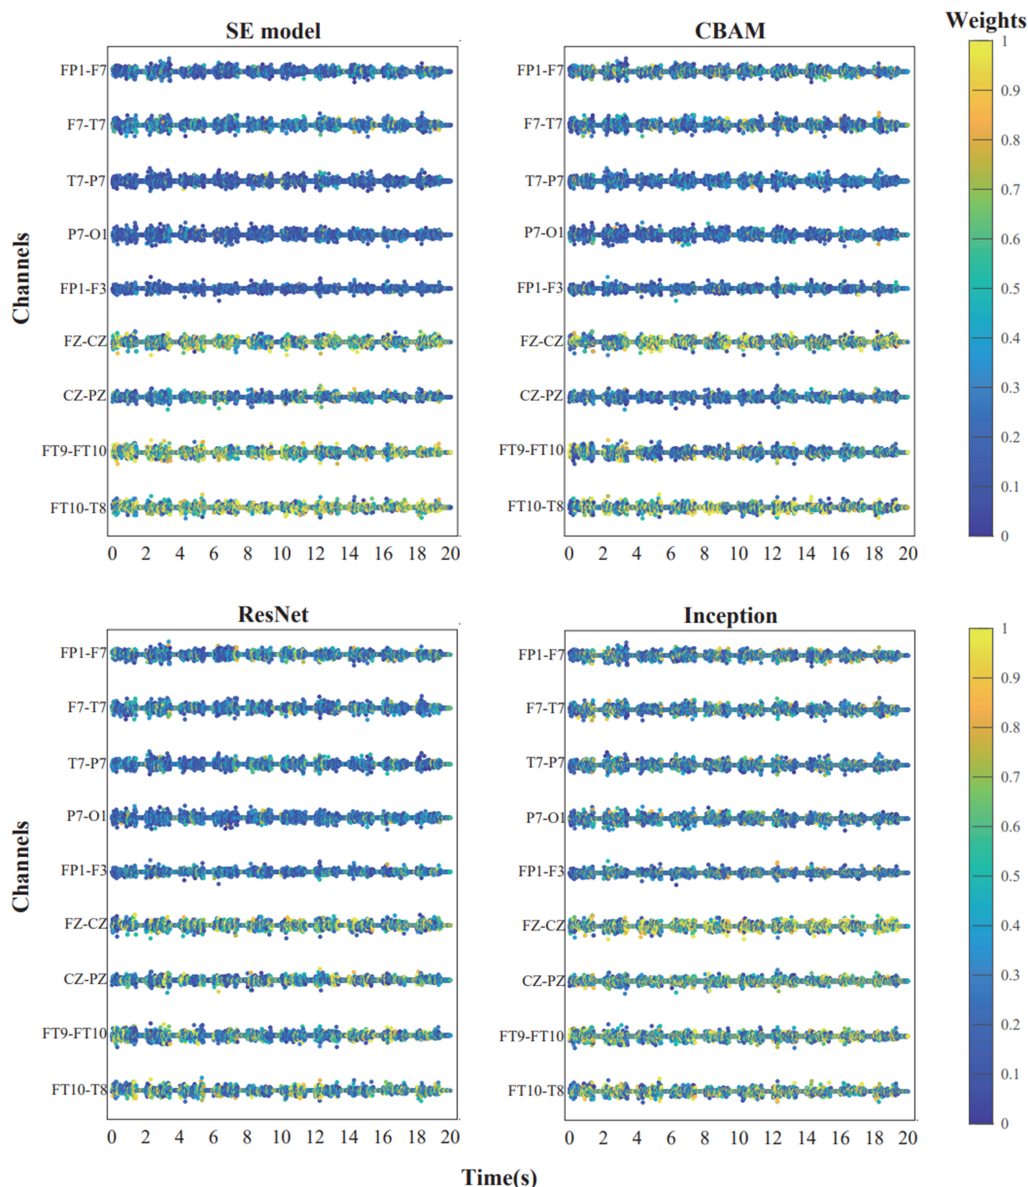 Weights
SE model
CBAM
Channels
FP1-F7
F7-T7
T7-P7
P7-O1
FP1-F3
FZ-CZ
CZ-PZ
FT9-FT10
FT10-T8
0 2 4 6 8 10 12 14 16 18 20
FP1-F7
F7-T7
T7-P7
P7-O1
FP1-F3
FZ-CZ
CZ-PZ
FT9-FT10
FT10-T8
0 2 4 6 8 10 12 14 16 18 20
1
0.9
0.8
0.7
0.6
0.5
0.4
0.3
0.2
0.1
0
ResNet
Inception
Channels
FP1-F7
F7-T7
T7-P7
P7-O1
FP1-F3
FZ-CZ
CZ-PZ
FT9-FT10
FT10-T8
0 2 4 6 8 10 12 14 16 18 20
FP1-F7
F7-T7
T7-P7
P7-O1
FP1-F3
FZ-CZ
CZ-PZ
FT9-FT10
FT10-T8
0 2 4 6 8 10 12 14 16 18 20
1
0.9
0.8
0.7
0.6
0.5
0.4
0.3
0.2
0.1
0
Time(s)